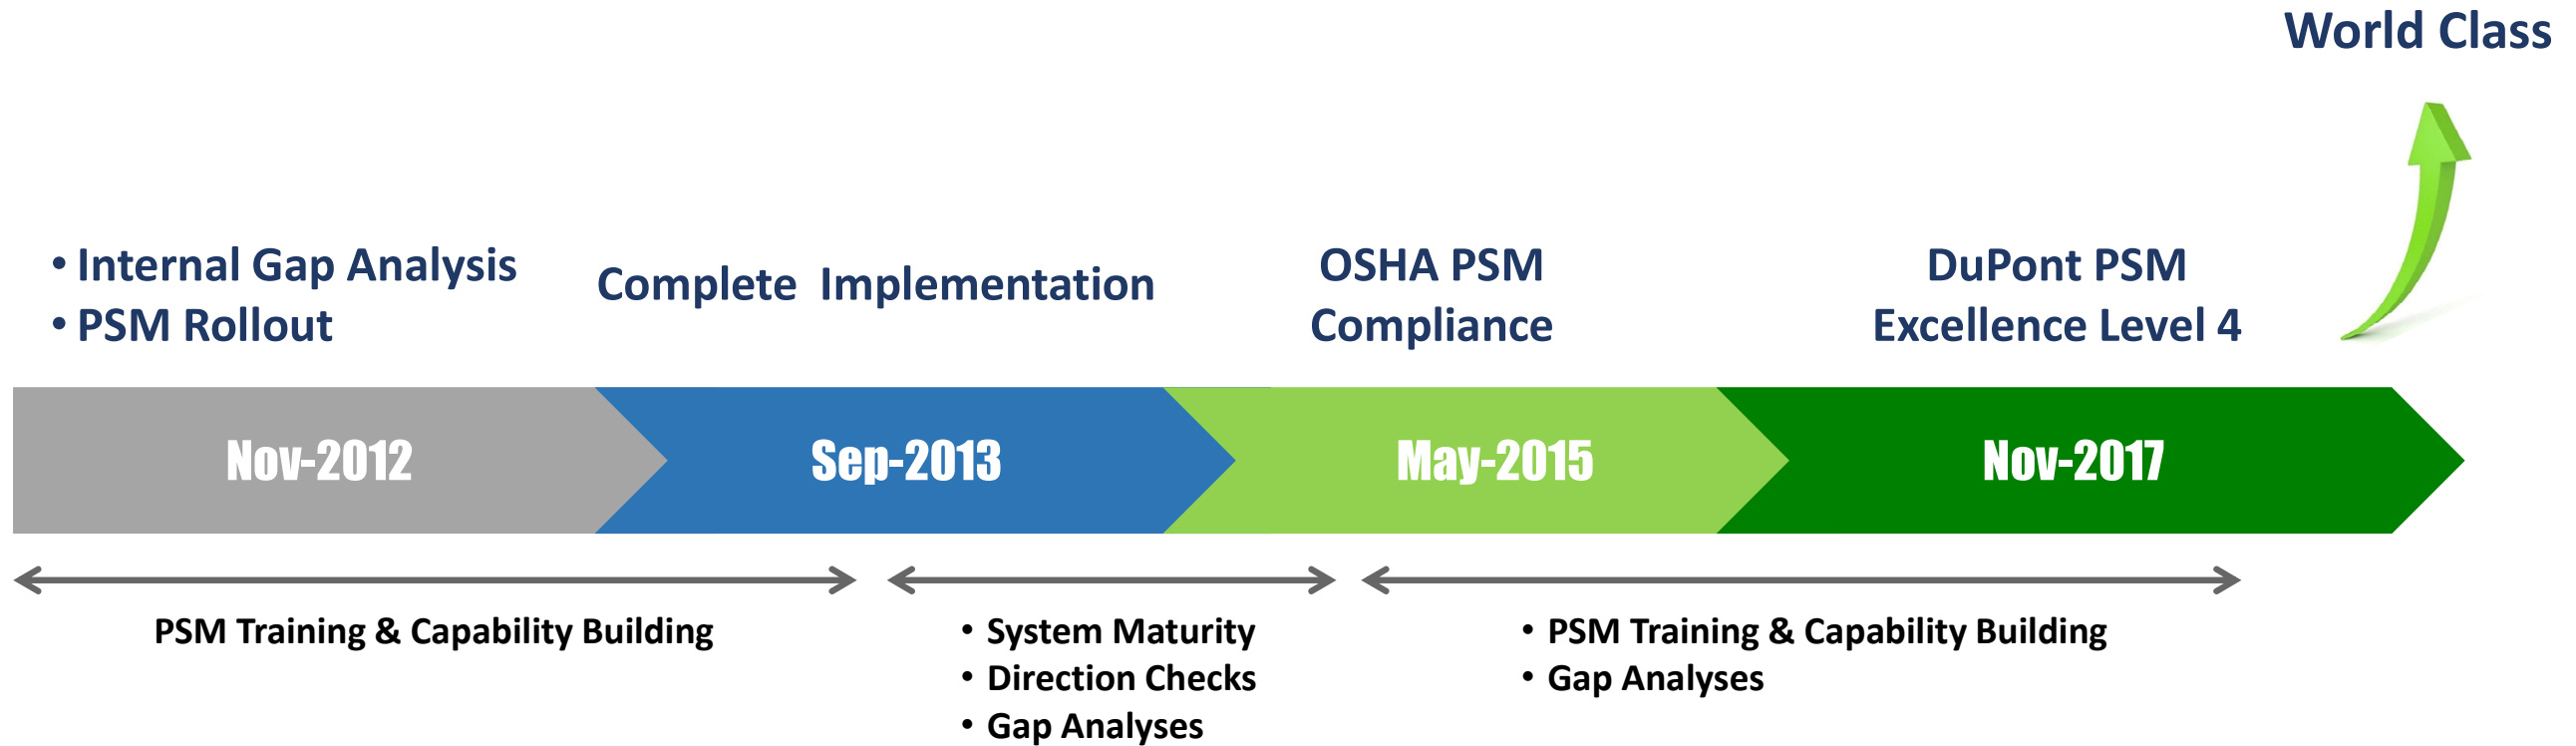 World Class
• Internal Gap Analysis
• PSM Rollout
Complete Implementation
OSHA PSM
Compliance
DuPont PSM
Excellence Level 4
Nov-2012
Sep-2013
May-2015
Nov-2017
PSM Training & Capability Building
• System Maturity
• Direction Checks
• Gap Analyses
• PSM Training & Capability Building
• Gap Analyses